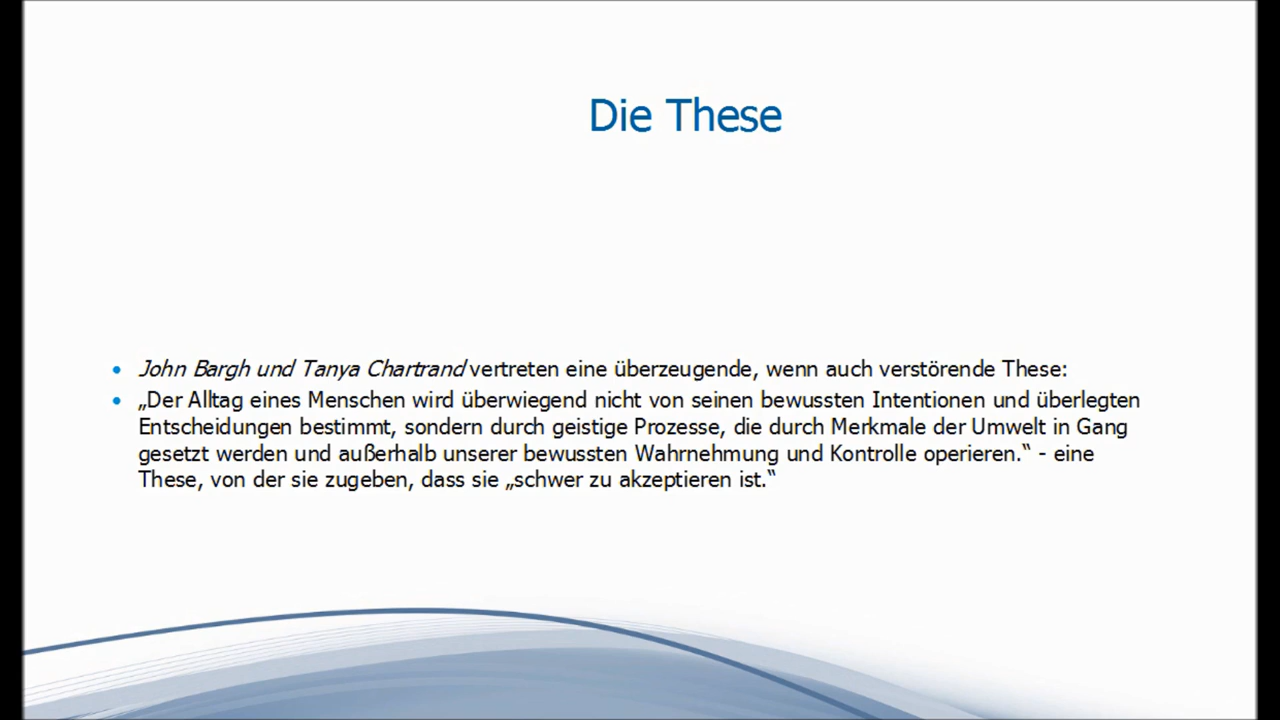 Die These
• John Bargh und Tanya Chartrand vertreten eine überzeugende, wenn auch verstörende These:
• „Der Alltag eines Menschen wird überwiegend nicht von seinen bewussten Intentionen und überlegten
Entscheidungen bestimmt, sondern durch geistige Prozesse, die durch Merkmale der Umwelt in Gang
gesetzt werden und außerhalb unserer bewussten Wahrnehmung und Kontrolle operieren.“ - eine
These, von der sie zugeben, dass sie „schwer zu akzeptieren ist.“